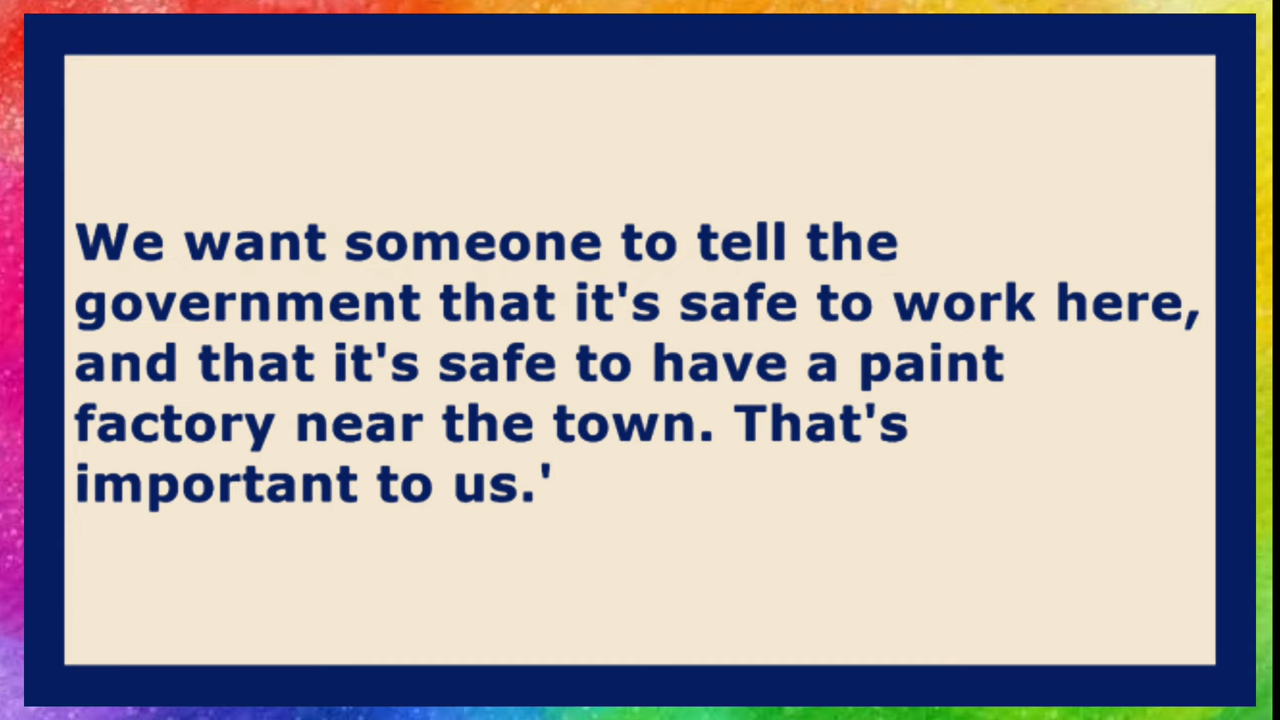 We want someone to tell the
government that it's safe to work here,
and that it's safe to have a paint
factory near the town. That's
important to us.'